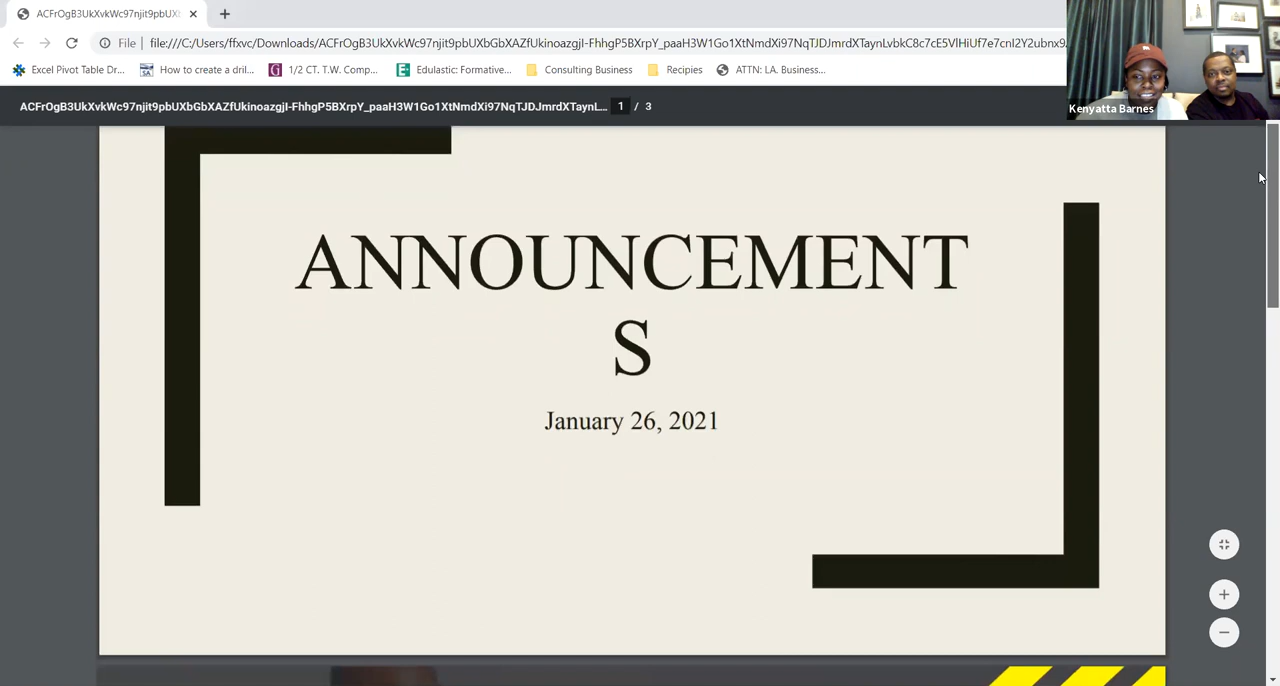 ACFrOgB3UkXvkWc97njit9pbUX
File
file:///C:/Users/ffxvc/Downloads/ACFrOgB3UkXvkWc97njit9pbUXbGbXAZfUkinoazgjI-FhhgP5BXrpY_paaH3W1Go1XtNmdXi97NqTJDJmrdXTaynLvbkC8c7cE5VlHiUf7e7cnI2Y2ubnx9
Excel Pivot Table Dr...
How to create a dril...
1/2 CT. T.W. Comp...
Edulastic: Formative...
Consulting Business
Recipies
ATTN: LA. Business...
Kenyatta Barnes
ACFrOgB3UkXvkWc97njit9pbUXbGbXAZfUkinoazgjI-FhhgP5BXrpY_paaH3W1Go1XtNmdXi97NqTJDJmrdXTaynL...
1 / 3
ANNOUNCEMENT
S
January 26, 2021